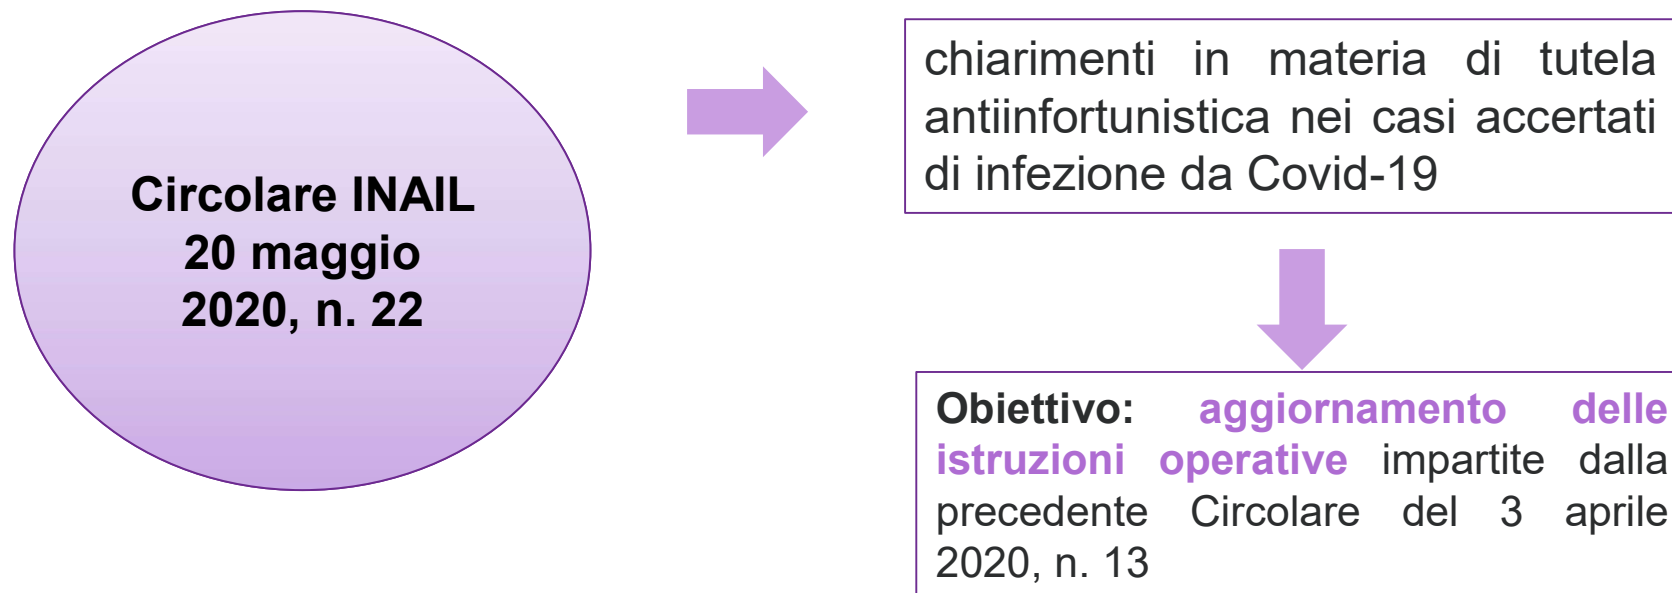 Circolare INAIL
20 maggio
2020, n. 22
chiarimenti in materia di tutela
antiinfortunistica nei casi accertati
di infezione da Covid-19
Obiettivo: aggiornamento delle
istruzioni operative impartite dalla
precedente Circolare del 3 aprile
2020, n. 13